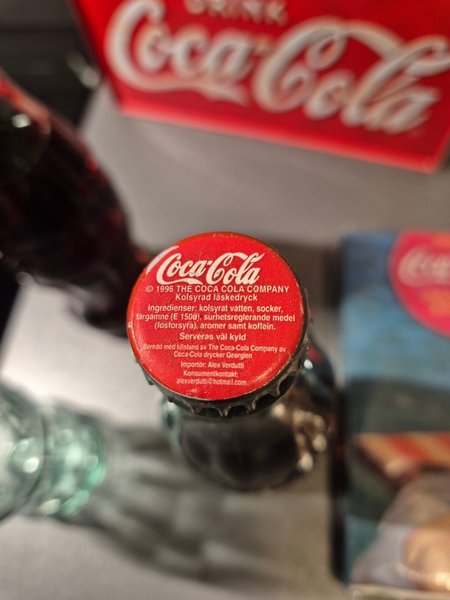 DRINK
Coca-Cola
Coca-Cola
© 1996 THE COCA COLA COMPANY
Kolsyrad läskedryck
Ingredienser: kolsyrat vatten, socker,
färgämne (E 150d), surhetsreglerande medel
(fosforsyra), aromer samt koffein.
Serveras väl kyld
Beredd med tillstånd av The Coca-Cola Company av
Coca-Cola drycker Georgien
Importör: Alex Verdutti
Konsumentkontakt:
alexverdutti@hotmail.com